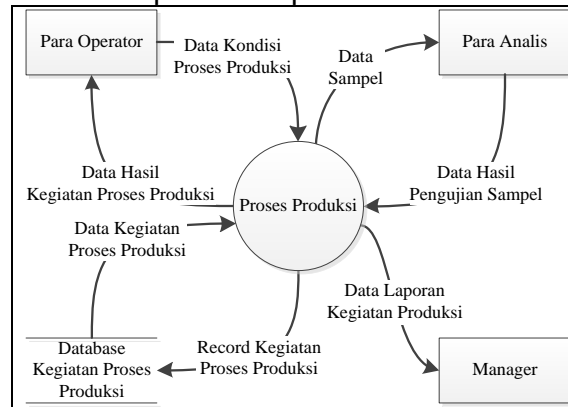 Para Operator
Data Kondisi
Proses Produksi
Data
Sampel
Para Analis
Data Hasil
Kegiatan Proses Produksi
Data Hasil
Pengujian Sampel
Proses Produksi
Data Kegiatan
Proses Produksi
Data Laporan
Kegiatan Produksi
Database
Kegiatan Proses
Produksi
Record Kegiatan
Proses Produksi
Manager